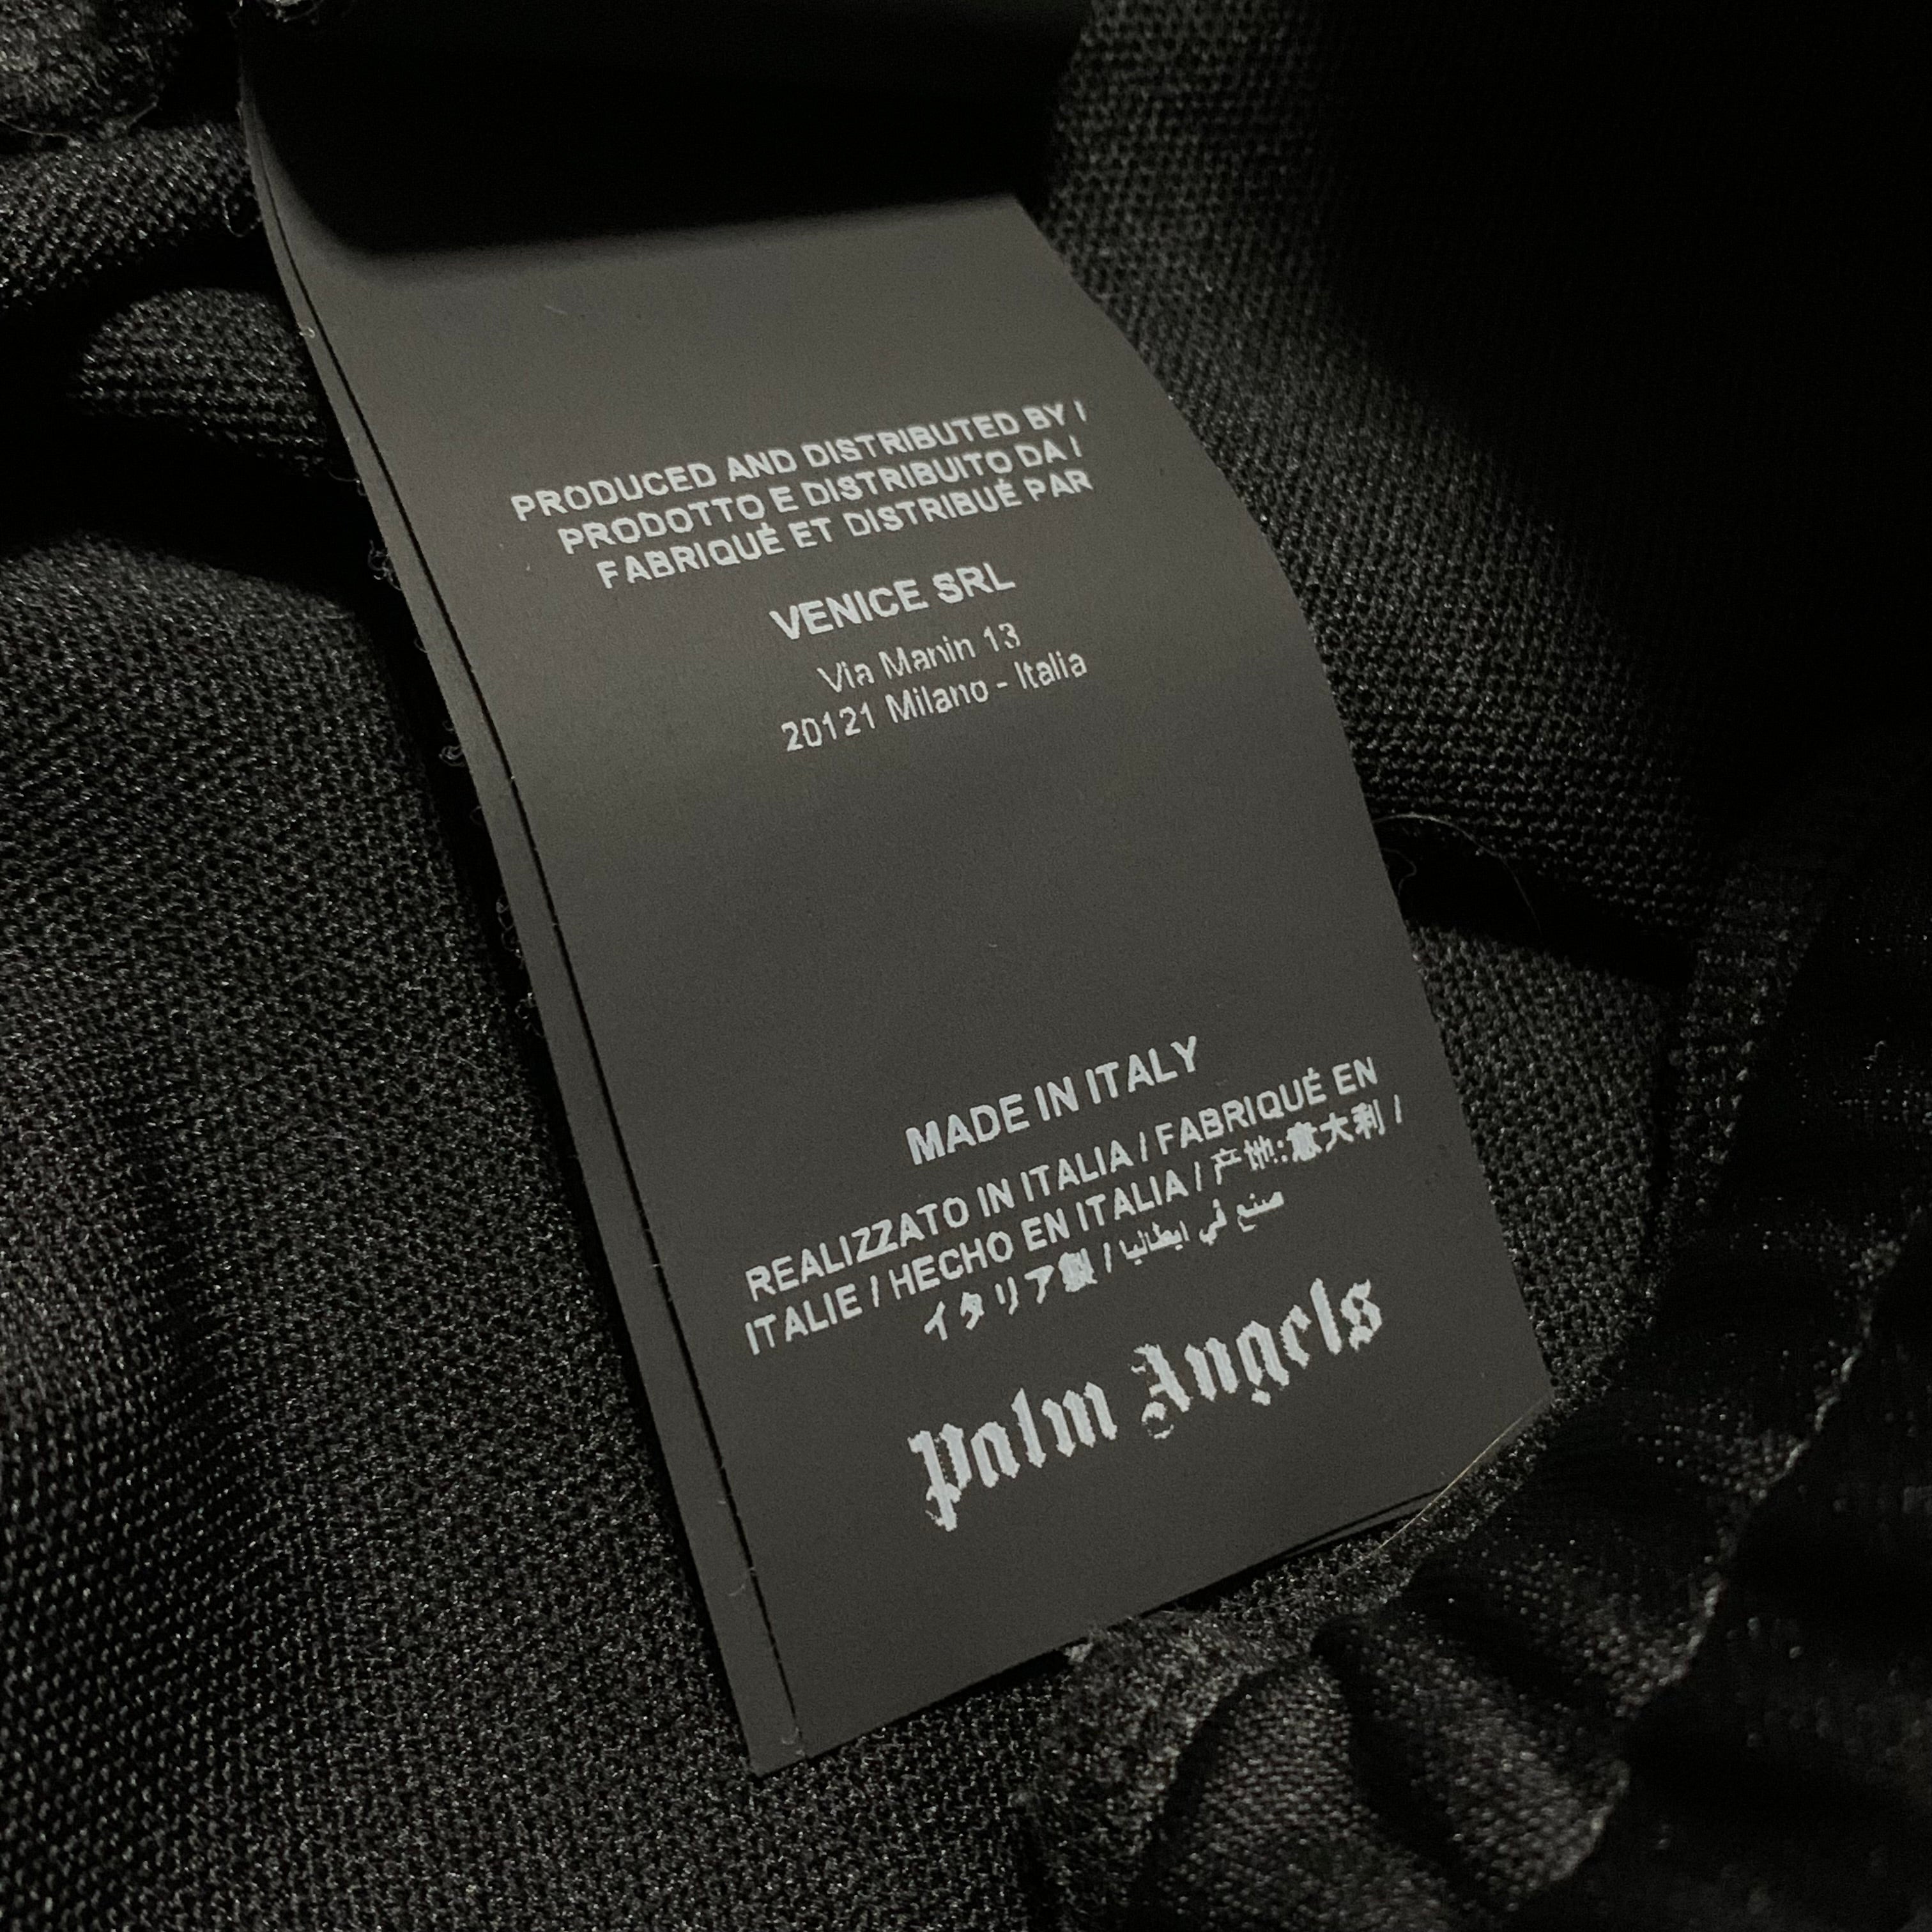 PRODUCED AND DISTRIBUTED BY /
PRODOTTO E DISTRIBUITO DA /
FABRIQUÉ ET DISTRIBUÉ PAR
VENICE SRL
Via Manin 13
20121 Milano - Italia
MADE IN ITALY
REALIZZATO IN ITALIA / FABRIQUÉ EN
ITALIE / HECHO EN ITALIA / 产地:意大利 /
イタリア製 / صنع في ايطاليا
Palm Angels